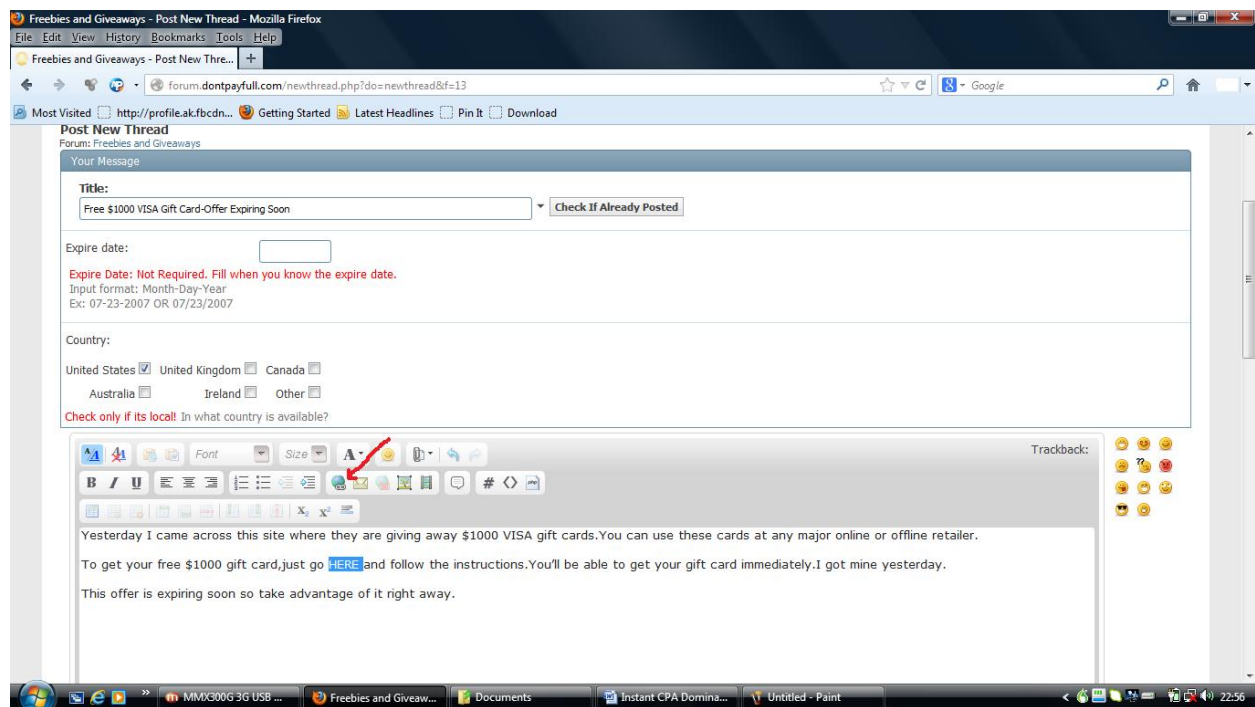 Freebies and Giveaways - Post New Thread - Mozilla Firefox
File Edit View History Bookmarks Tools Help
Freebies and Giveaways - Post New Thre... +
forum.dontpayfull.com/newthread.php?do=newthread&f=13
Google
Most Visited http://profile.ak.fbcdn... Getting Started Latest Headlines Pin It Download
Post New Thread
Forum: Freebies and Giveaways
Your Message
Title:
Free $1000 VISA Gift Card-Offer Expiring Soon
Check If Already Posted
Expire date:
Expire Date: Not Required. Fill when you know the expire date.
Input format: Month-Day-Year
Ex: 07-23-2007 OR 07/23/2007
Country:
United States United Kingdom Canada
Australia Ireland Other
Check only if its local! In what country is available?
Font Size A Trackback:
B I U # <>
X₂ x²
Yesterday I came across this site where they are giving away $1000 VISA gift cards.You can use these cards at any major online or offline retailer.
To get your free $1000 gift card,just go HERE and follow the instructions.You'll be able to get your gift card immediately.I got mine yesterday.
This offer is expiring soon so take advantage of it right away.
MMX300G 3G USB ... Freebies and Giveaw... Documents Instant CPA Domina... Untitled - Paint 22:56